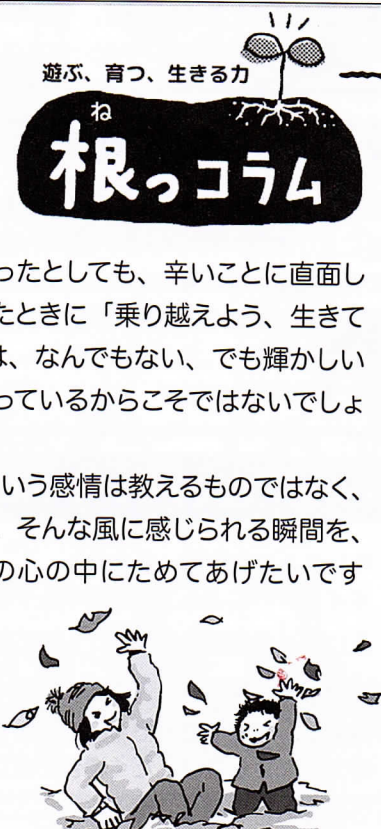 遊ぶ、育つ、生きる力
ね
根っコラム
ったとしても、辛いことに直面し
たときに「乗り越えよう、生きて
は、なんでもない、でも輝かしい
っているからこそではないでしょ
いう感情は教えるものではなく、
そんな風に感じられる瞬間を、
の心の中にためてあげたいです